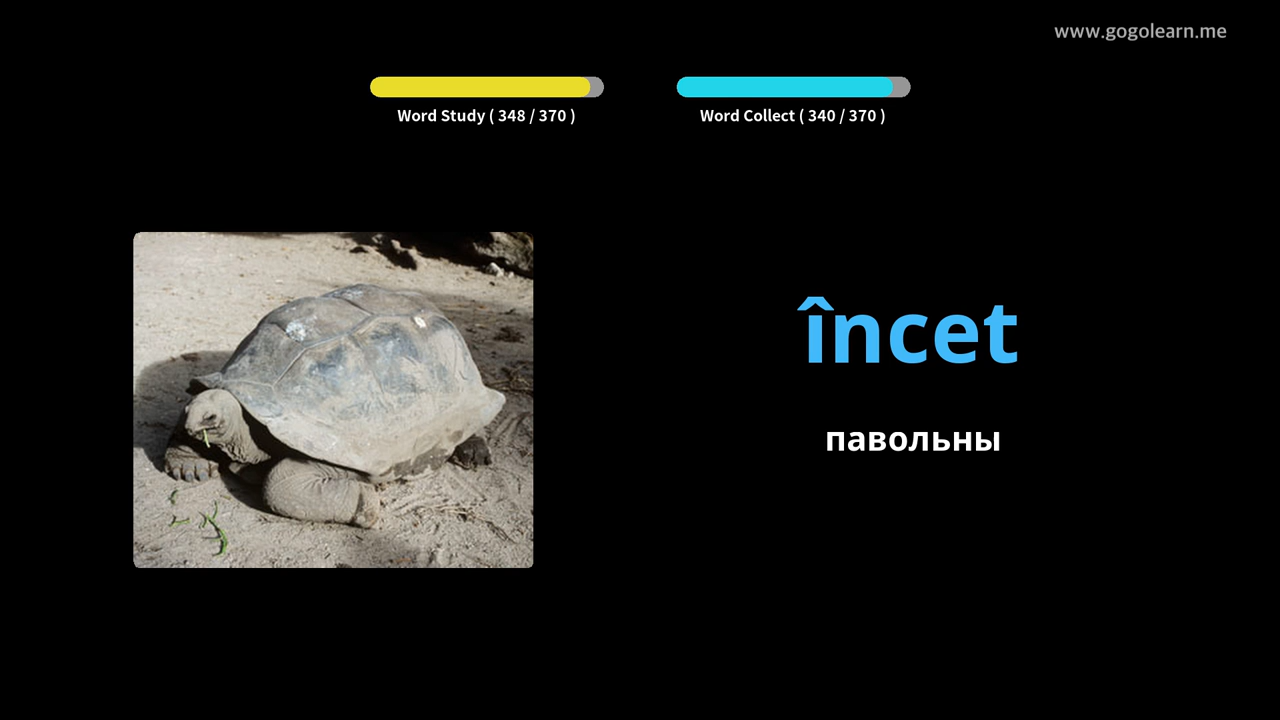 www.gogolearn.me
Word Study ( 348 / 370 )
Word Collect ( 340 / 370 )
încet
павольны